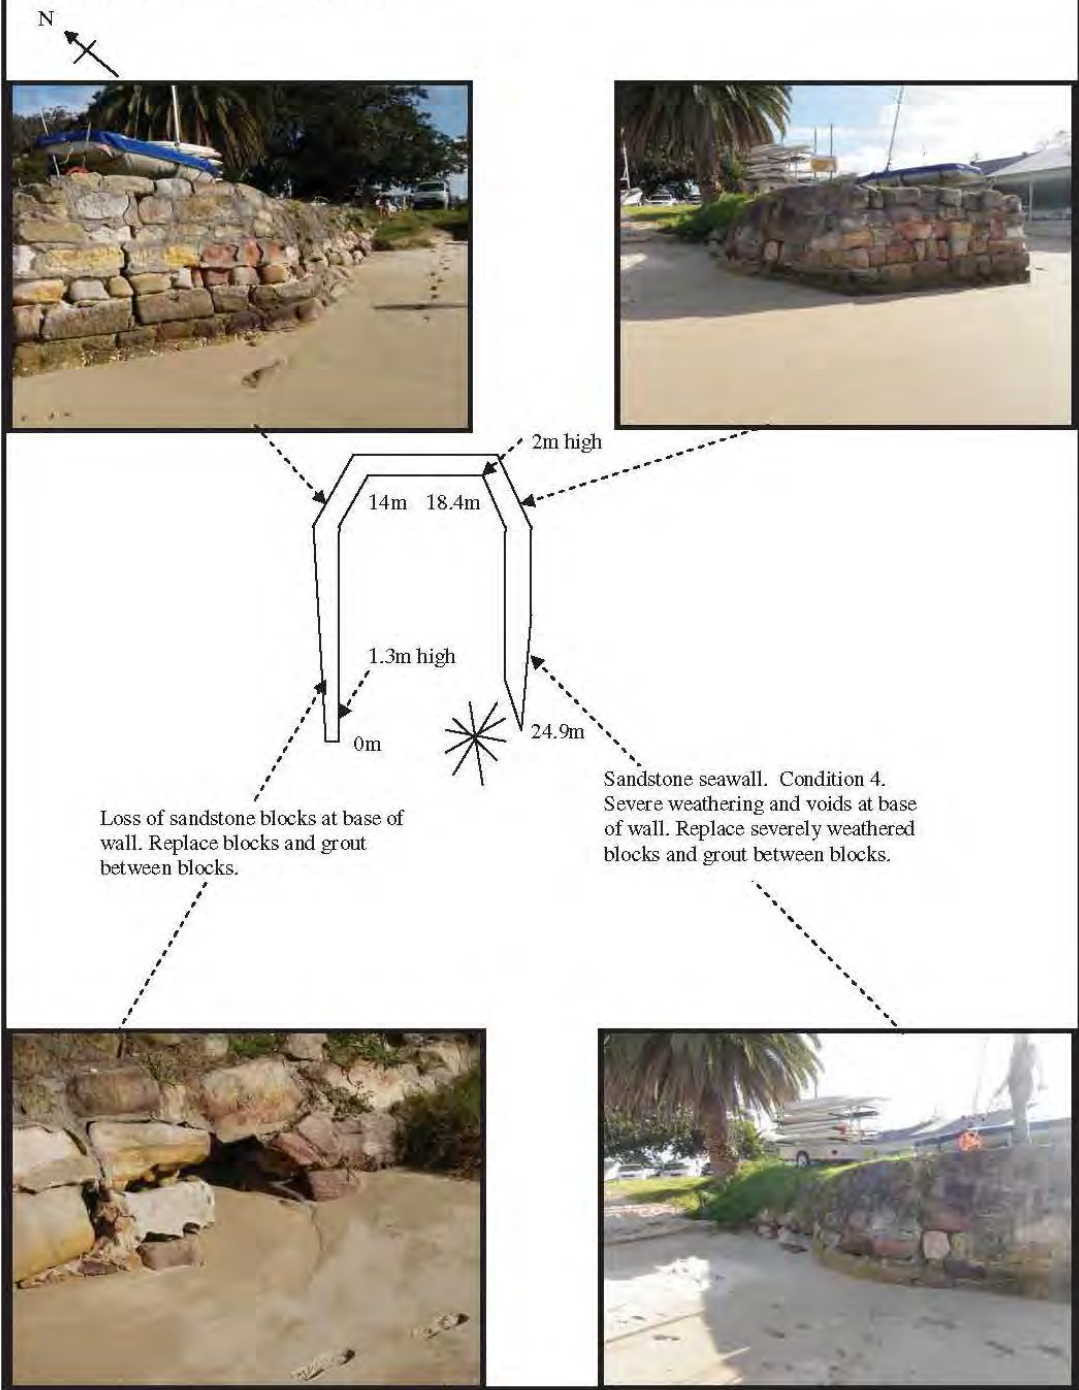 N
2m high
14m 18.4m
1.3m high
0m
24.9m
Sandstone seawall. Condition 4.
Severe weathering and voids at base
of wall. Replace severely weathered
blocks and grout between blocks.
Loss of sandstone blocks at base of
wall. Replace blocks and grout
between blocks.